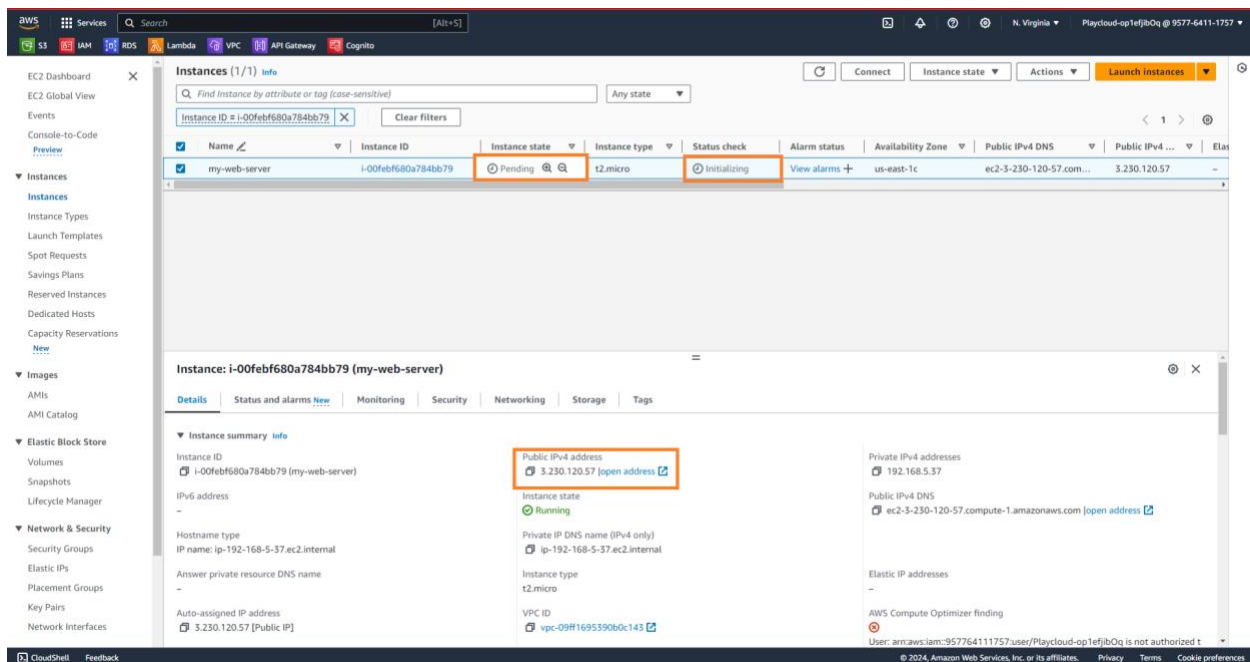 aws Services Search [Alt+S] N. Virginia Playcloud-op1efjibOq @ 9577-6411-1757
S3 IAM RDS Lambda VPC API Gateway Cognito
EC2 Dashboard
EC2 Global View
Events
Console-to-Code
Preview
Instances
Instances
Instance Types
Launch Templates
Spot Requests
Savings Plans
Reserved Instances
Dedicated Hosts
Capacity Reservations
New
Images
AMIs
AMI Catalog
Elastic Block Store
Volumes
Snapshots
Lifecycle Manager
Network & Security
Security Groups
Elastic IPs
Placement Groups
Key Pairs
Network Interfaces
Instances (1/1) Info Connect Instance state Actions Launch instances
Find Instance by attribute or tag (case-sensitive) Any state
Instance ID = i-00febf680a784bb79 Clear filters 1
Name Instance ID Instance state Instance type Status check Alarm status Availability Zone Public IPv4 DNS Public IPv4 ... Elas
my-web-server i-00febf680a784bb79 Pending t2.micro Initializing View alarms + us-east-1c ec2-3-230-120-57.com... 3.230.120.57 –
Instance: i-00febf680a784bb79 (my-web-server)
Details Status and alarms New Monitoring Security Networking Storage Tags
Instance summary Info
Instance ID Public IPv4 address Private IPv4 addresses
i-00febf680a784bb79 (my-web-server) 3.230.120.57 |open address 192.168.5.37
IPv6 address Instance state Public IPv4 DNS
– Running ec2-3-230-120-57.compute-1.amazonaws.com |open address
Hostname type Private IP DNS name (IPv4 only)
IP name: ip-192-168-5-37.ec2.internal ip-192-168-5-37.ec2.internal
Answer private resource DNS name Instance type Elastic IP addresses
– t2.micro –
Auto-assigned IP address VPC ID AWS Compute Optimizer finding
3.230.120.57 [Public IP] vpc-09ff1695390b0c143
User: arn:aws:iam::957764111757:user/Playcloud-op1efjibOq is not authorized t
CloudShell Feedback © 2024, Amazon Web Services, Inc. or its affiliates. Privacy Terms Cookie preferences